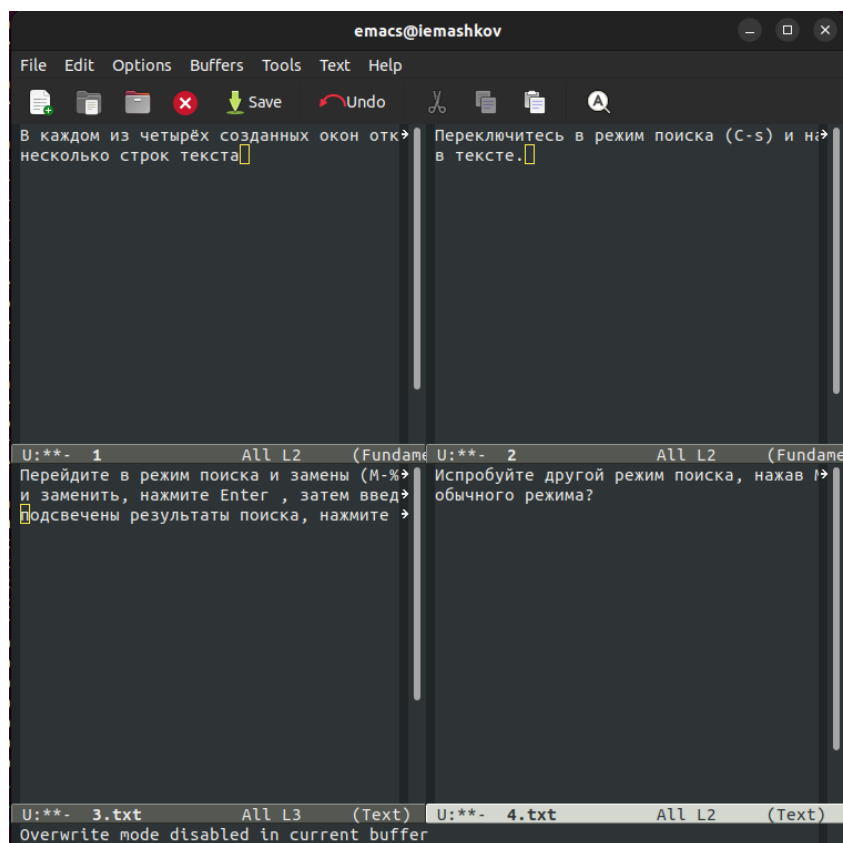 emacs@iemashkov
File Edit Options Buffers Tools Text Help
Save Undo
В каждом из четырёх созданных окон отк
несколько строк текста
U:**- 1 All L2 (Fundame
Переключитесь в режим поиска (C-s) и на
в тексте.
U:**- 2 All L2 (Fundame
Перейдите в режим поиска и замены (M-%
и заменить, нажмите Enter , затем введ
подсвечены результаты поиска, нажмите
U:**- 3.txt All L3 (Text)
Испробуйте другой режим поиска, нажав
обычного режима?
U:**- 4.txt All L2 (Text)
Overwrite mode disabled in current buffer